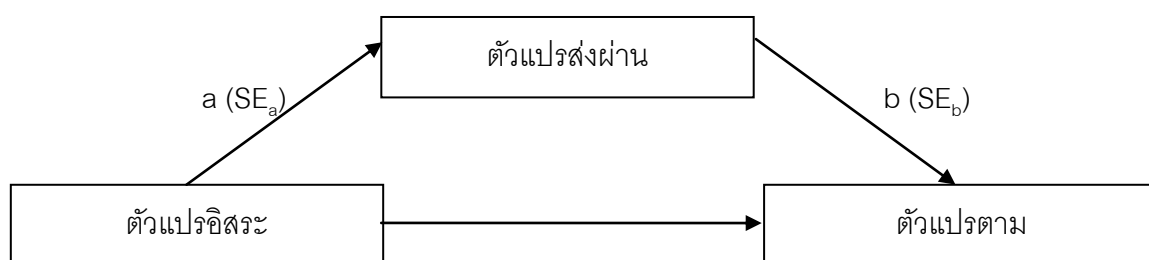 ตัวแปรส่งผ่าน
a (SEa)
b (SEb)
ตัวแปรอิสระ
ตัวแปรตาม